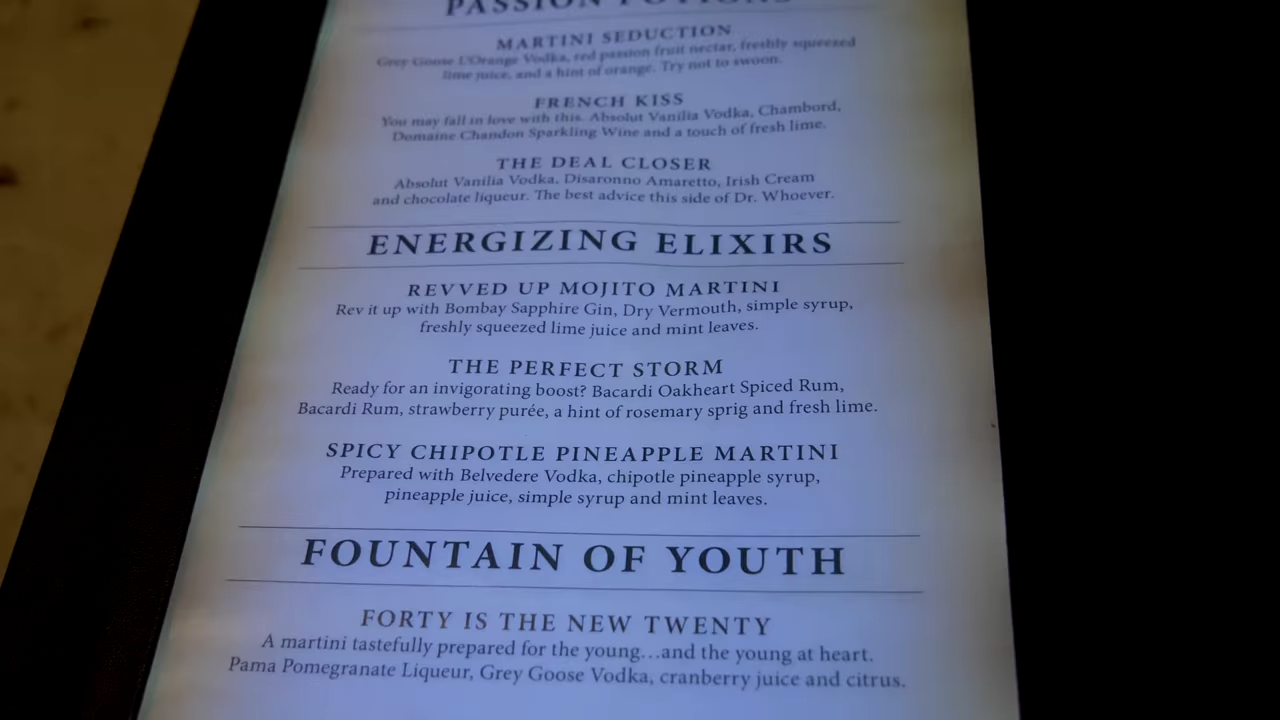 PASSION POTIONS
MARTINI SEDUCTION
Grey Goose L'Orange Vodka, red passion fruit nectar, freshly squeezed
lime juice, and a hint of orange. Try not to swoon.
FRENCH KISS
You may fall in love with this. Absolut Vanilia Vodka, Chambord,
Domaine Chandon Sparkling Wine and a touch of fresh lime.
THE DEAL CLOSER
Absolut Vanilia Vodka, Disaronno Amaretto, Irish Cream
and chocolate liqueur. The best advice this side of Dr. Whoever.
ENERGIZING ELIXIRS
REVVED UP MOJITO MARTINI
Rev it up with Bombay Sapphire Gin, Dry Vermouth, simple syrup,
freshly squeezed lime juice and mint leaves.
THE PERFECT STORM
Ready for an invigorating boost? Bacardi Oakheart Spiced Rum,
Bacardi Rum, strawberry purée, a hint of rosemary sprig and fresh lime.
SPICY CHIPOTLE PINEAPPLE MARTINI
Prepared with Belvedere Vodka, chipotle pineapple syrup,
pineapple juice, simple syrup and mint leaves.
FOUNTAIN OF YOUTH
FORTY IS THE NEW TWENTY
A martini tastefully prepared for the young…and the young at heart.
Pama Pomegranate Liqueur, Grey Goose Vodka, cranberry juice and citrus.